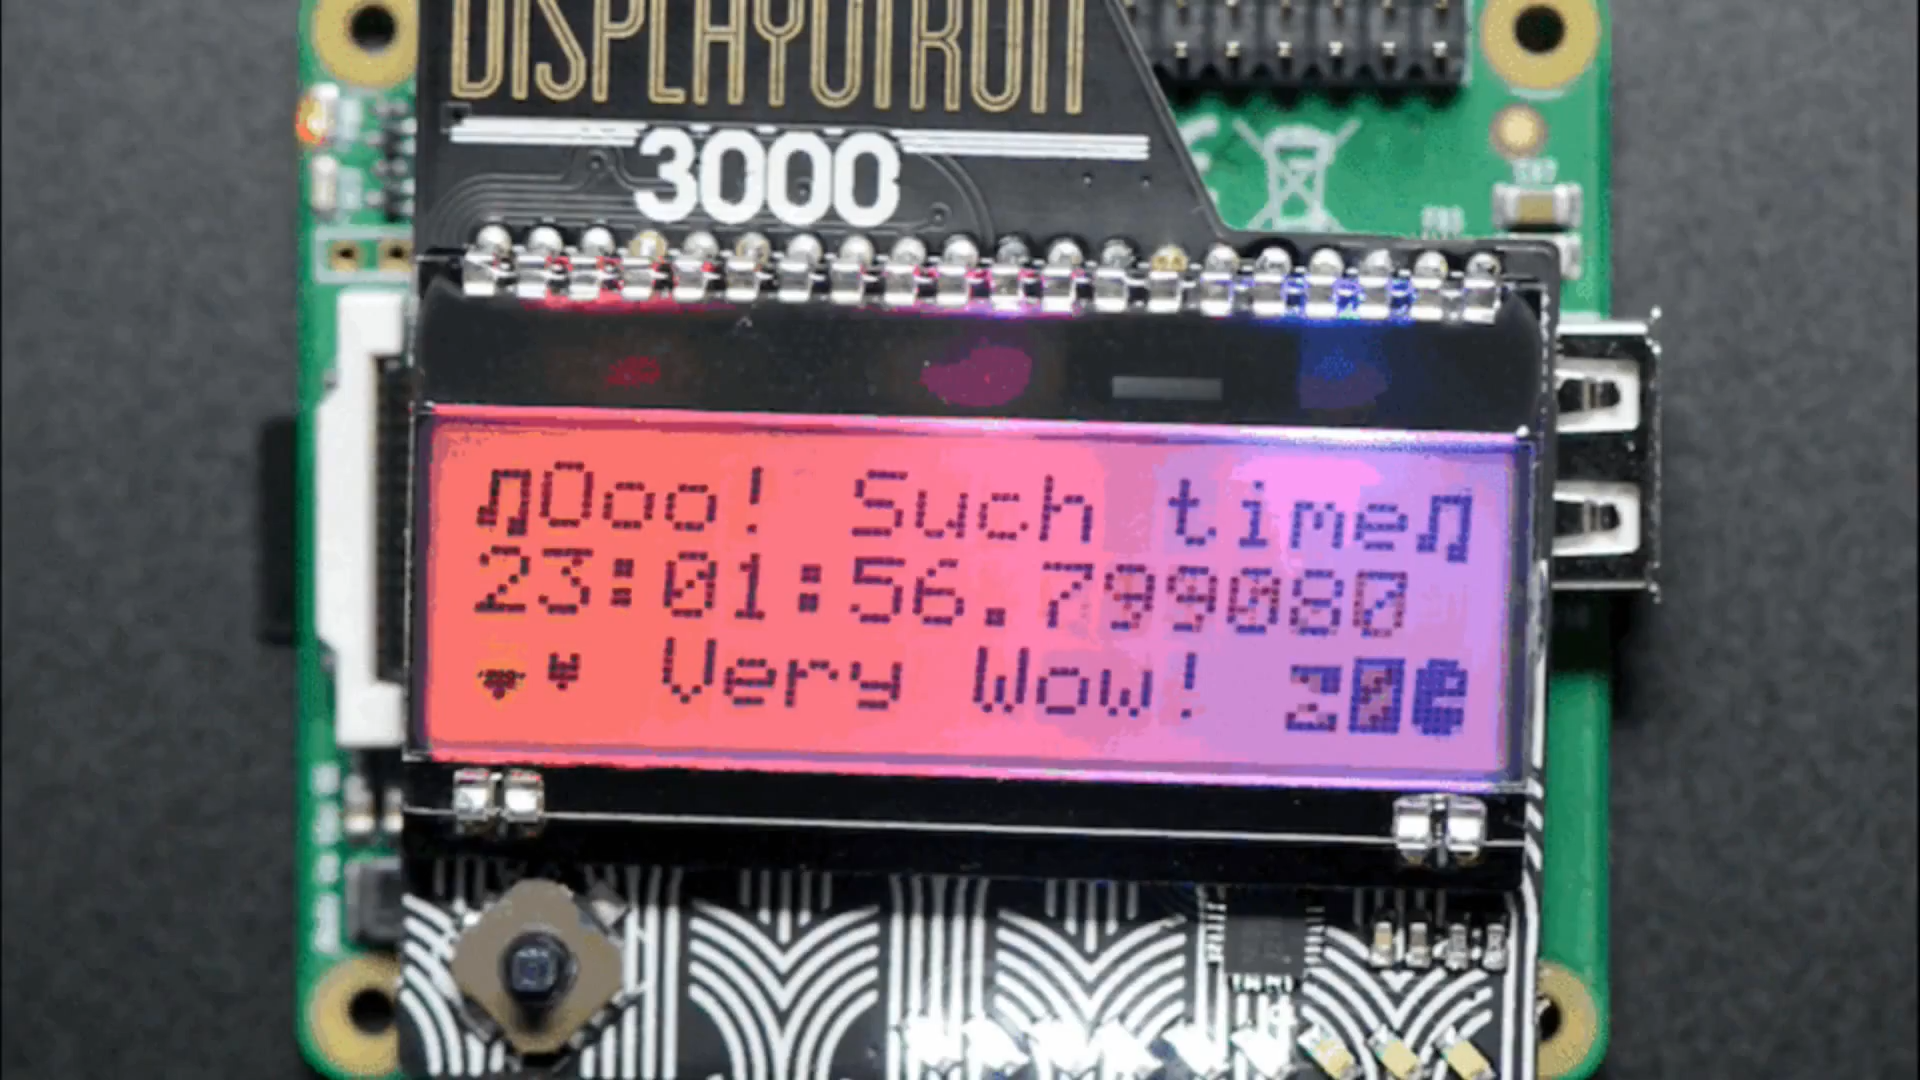 DISPLAYOTRON
3000
♫Ooo! Such time♫
23:01:56.799080
Very Wow!